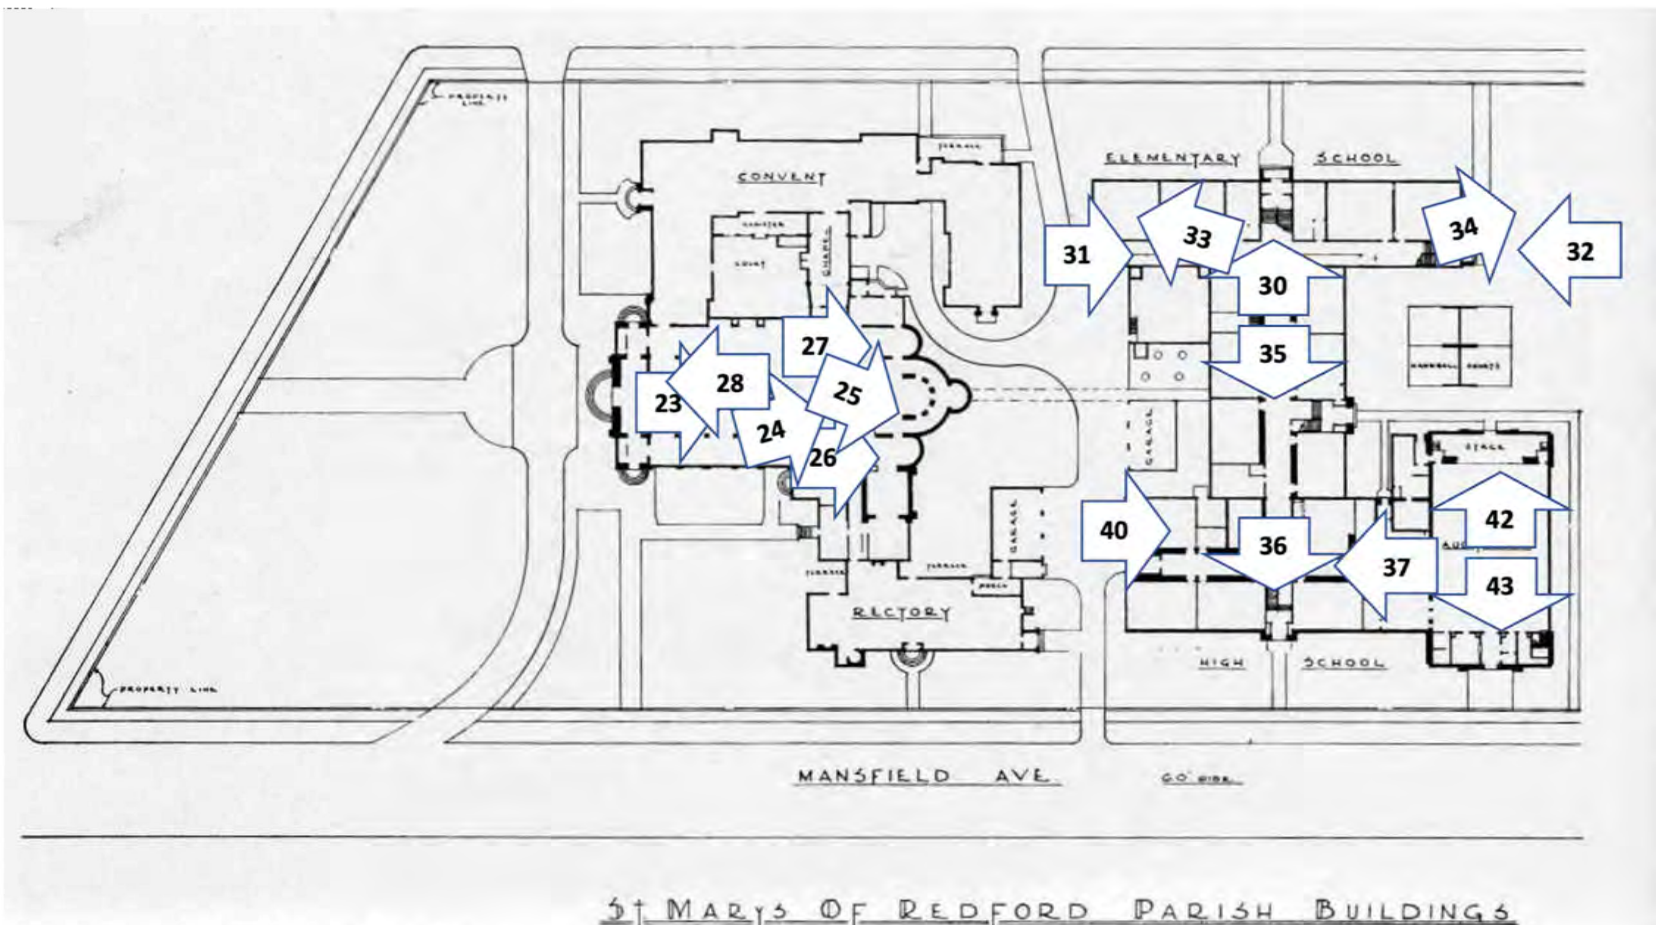 PROPERTY
LINE
CONVENT
CHAPEL
COURT
TERRACE
ELEMENTARY SCHOOL
31
33
34
32
30
27
35
28
25
23
24
26
HANDBALL COURTS
GARAGE
STAGE
40
36
37
42
43
GARAGE
TERRACE
TERRACE
PORCH
RECTORY
HIGH SCHOOL
PROPERTY LINE
MANSFIELD AVE.
60' WIDE
ST MARYS OF REDFORD PARISH BUILDINGS